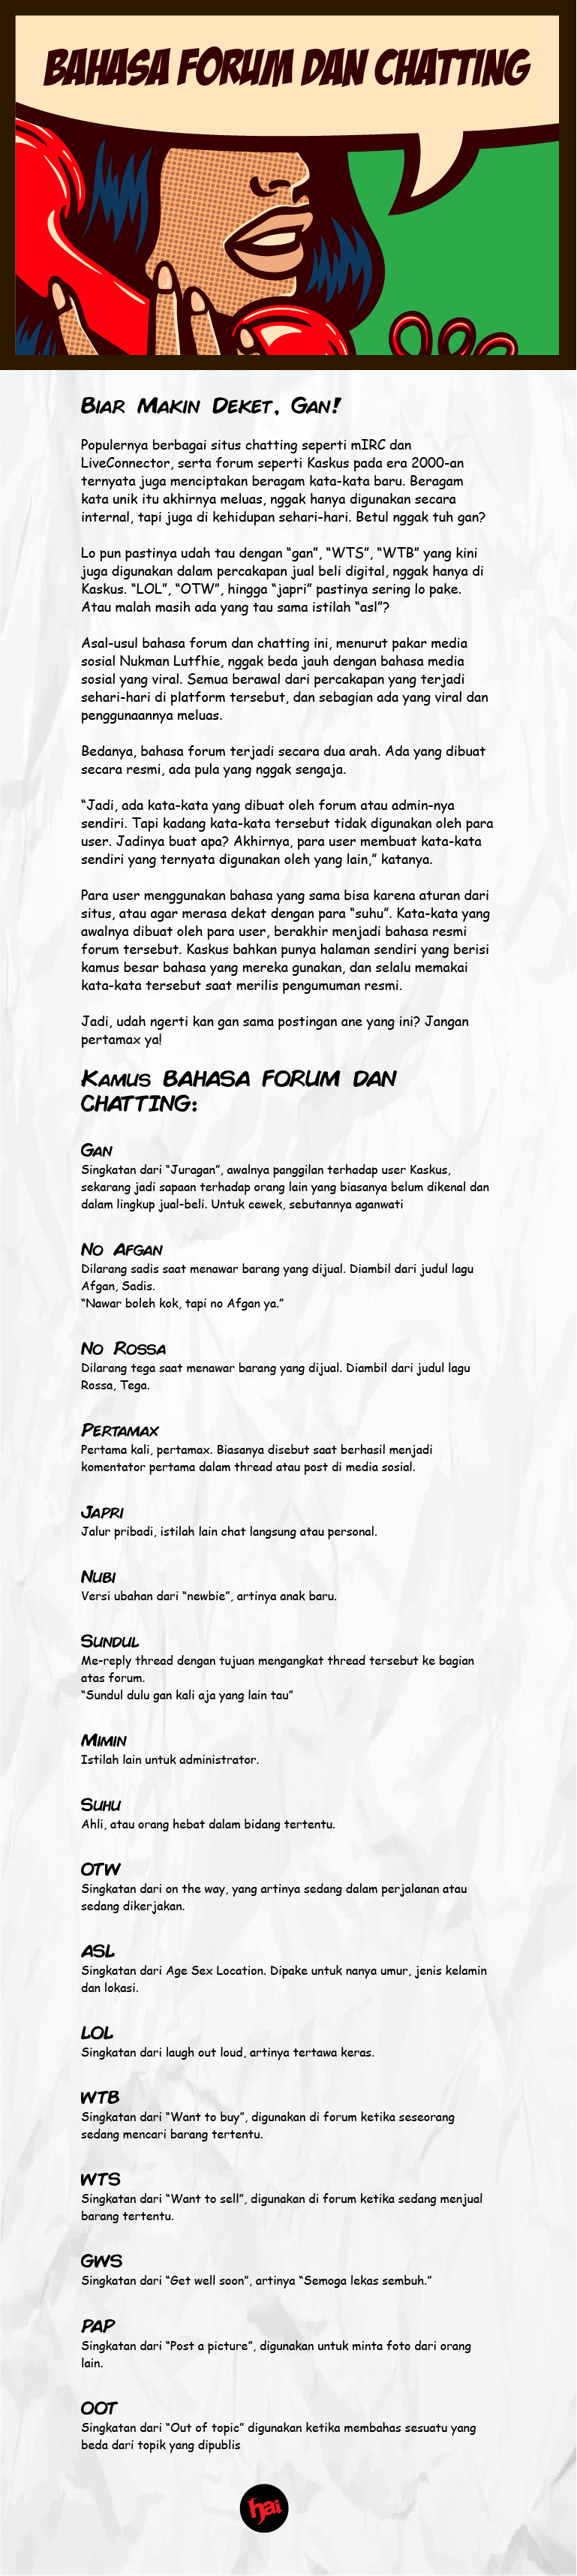 BAHASA FORUM DAN CHATTING
Biar Makin Deket, Gan!
Populernya berbagai situs chatting seperti mIRC dan
LiveConnector, serta forum seperti Kaskus pada era 2000-an
ternyata juga menciptakan beragam kata-kata baru. Beragam
kata unik itu akhirnya meluas, nggak hanya digunakan secara
internal, tapi juga di kehidupan sehari-hari. Betul nggak tuh gan?
Lo pun pastinya udah tau dengan “gan”, “WTS”, “WTB” yang kini
juga digunakan dalam percakapan jual beli digital, nggak hanya di
Kaskus. “LOL”, “OTW”, hingga “japri” pastinya sering lo pake.
Atau malah masih ada yang tau sama istilah “asl”?
Asal-usul bahasa forum dan chatting ini, menurut pakar media
sosial Nukman Lutfhie, nggak beda jauh dengan bahasa media
sosial yang viral. Semua berawal dari percakapan yang terjadi
sehari-hari di platform tersebut, dan sebagian ada yang viral dan
penggunaannya meluas.
Bedanya, bahasa forum terjadi secara dua arah. Ada yang dibuat
secara resmi, ada pula yang nggak sengaja.
“Jadi, ada kata-kata yang dibuat oleh forum atau admin-nya
sendiri. Tapi kadang kata-kata tersebut tidak digunakan oleh para
user. Jadinya buat apa? Akhirnya, para user membuat kata-kata
sendiri yang ternyata digunakan oleh yang lain,” katanya.
Para user menggunakan bahasa yang sama bisa karena aturan dari
situs, atau agar merasa dekat dengan para “suhu”. Kata-kata yang
awalnya dibuat oleh para user, berakhir menjadi bahasa resmi
forum tersebut. Kaskus bahkan punya halaman sendiri yang berisi
kamus besar bahasa yang mereka gunakan, dan selalu memakai
kata-kata tersebut saat merilis pengumuman resmi.
Jadi, udah ngerti kan gan sama postingan ane yang ini? Jangan
pertamax ya!
Kamus BAHASA FORUM DAN
CHATTING:
Gan
Singkatan dari “Juragan”, awalnya panggilan terhadap user Kaskus,
sekarang jadi sapaan terhadap orang lain yang biasanya belum dikenal dan
dalam lingkup jual-beli. Untuk cewek, sebutannya aganwati
No Afgan
Dilarang sadis saat menawar barang yang dijual. Diambil dari judul lagu
Afgan, Sadis.
“Nawar boleh kok, tapi no Afgan ya.”
No Rossa
Dilarang tega saat menawar barang yang dijual. Diambil dari judul lagu
Rossa, Tega.
Pertamax
Pertama kali, pertamax. Biasanya disebut saat berhasil menjadi
komentator pertama dalam thread atau post di media sosial.
Japri
Jalur pribadi, istilah lain chat langsung atau personal.
Nubi
Versi ubahan dari “newbie”, artinya anak baru.
Sundul
Me-reply thread dengan tujuan mengangkat thread tersebut ke bagian
atas forum.
“Sundul dulu gan kali aja yang lain tau”
Mimin
Istilah lain untuk administrator.
Suhu
Ahli, atau orang hebat dalam bidang tertentu.
OTW
Singkatan dari on the way, yang artinya sedang dalam perjalanan atau
sedang dikerjakan.
ASL
Singkatan dari Age Sex Location. Dipake untuk nanya umur, jenis kelamin
dan lokasi.
LOL
Singkatan dari laugh out loud, artinya tertawa keras.
WTB
Singkatan dari “Want to buy”, digunakan di forum ketika seseorang
sedang mencari barang tertentu.
WTS
Singkatan dari “Want to sell”, digunakan di forum ketika sedang menjual
barang tertentu.
GWS
Singkatan dari “Get well soon”, artinya “Semoga lekas sembuh.”
PAP
Singkatan dari “Post a picture”, digunakan untuk minta foto dari orang
lain.
OOT
Singkatan dari “Out of topic” digunakan ketika membahas sesuatu yang
beda dari topik yang dipublis
hai